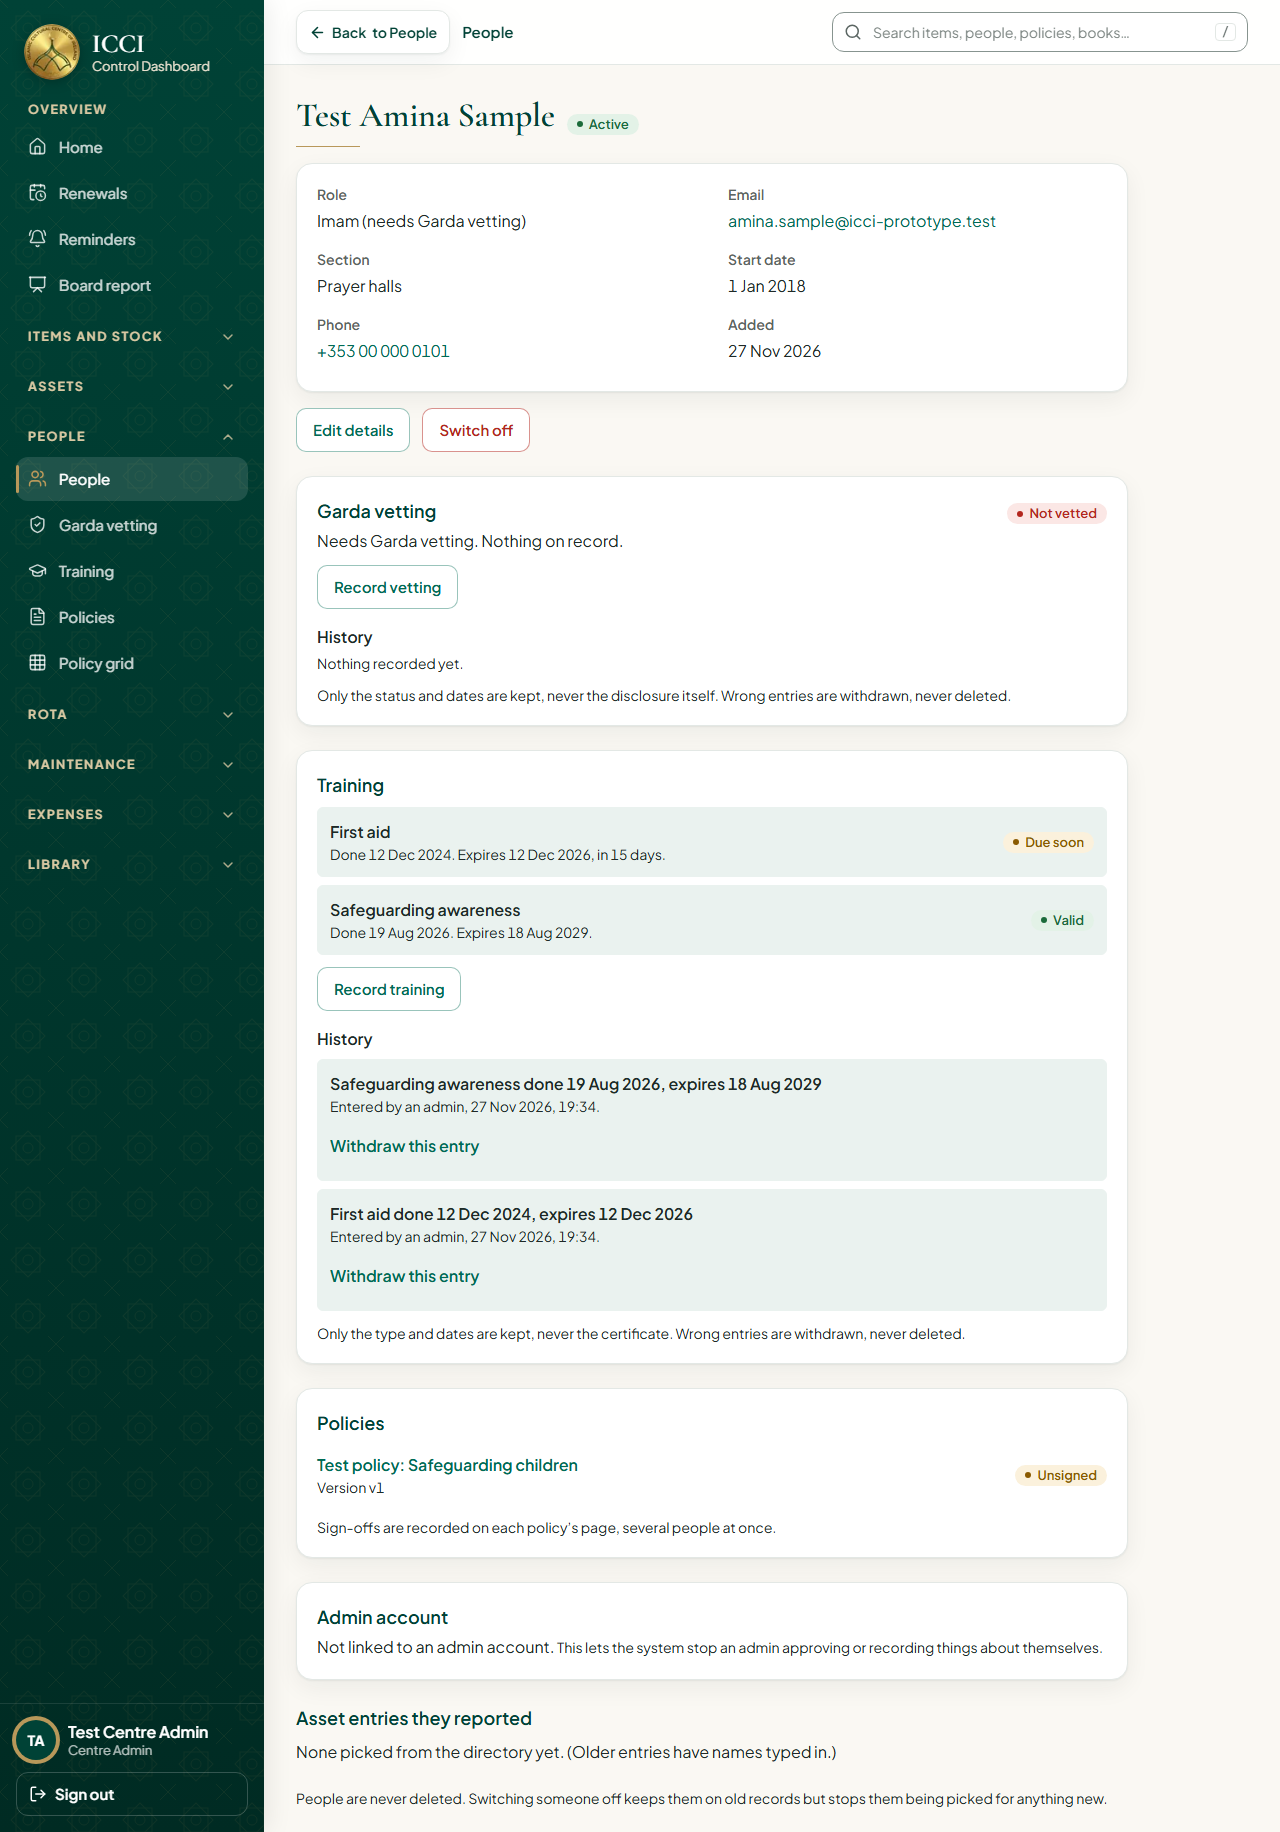 ICCI
Control Dashboard
OVERVIEW
Home
Renewals
Reminders
Board report
ITEMS AND STOCK
ASSETS
PEOPLE
People
Garda vetting
Training
Policies
Policy grid
ROTA
MAINTENANCE
EXPENSES
LIBRARY
TA
Test Centre Admin
Centre Admin
Sign out
Back to People
People
Search items, people, policies, books…
/
Test Amina Sample
Active
Role
Imam (needs Garda vetting)
Email
amina.sample@icci-prototype.test
Section
Prayer halls
Start date
1 Jan 2018
Phone
+353 00 000 0101
Added
27 Nov 2026
Edit details
Switch off
Garda vetting
Not vetted
Needs Garda vetting. Nothing on record.
Record vetting
History
Nothing recorded yet.
Only the status and dates are kept, never the disclosure itself. Wrong entries are withdrawn, never deleted.
Training
First aid
Done 12 Dec 2024. Expires 12 Dec 2026, in 15 days.
Due soon
Safeguarding awareness
Done 19 Aug 2026. Expires 18 Aug 2029.
Valid
Record training
History
Safeguarding awareness done 19 Aug 2026, expires 18 Aug 2029
Entered by an admin, 27 Nov 2026, 19:34.
Withdraw this entry
First aid done 12 Dec 2024, expires 12 Dec 2026
Entered by an admin, 27 Nov 2026, 19:34.
Withdraw this entry
Only the type and dates are kept, never the certificate. Wrong entries are withdrawn, never deleted.
Policies
Test policy: Safeguarding children
Version v1
Unsigned
Sign-offs are recorded on each policy's page, several people at once.
Admin account
Not linked to an admin account. This lets the system stop an admin approving or recording things about themselves.
Asset entries they reported
None picked from the directory yet. (Older entries have names typed in.)
People are never deleted. Switching someone off keeps them on old records but stops them being picked for anything new.